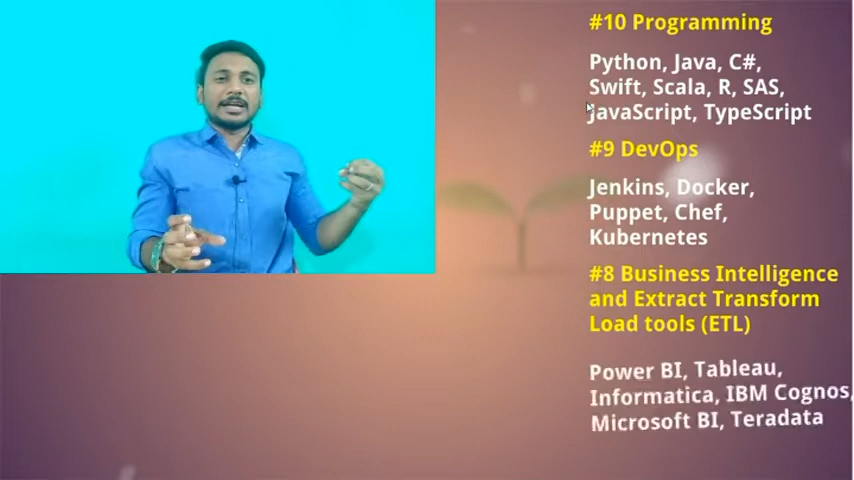 #10 Programming
Python, Java, C#,
Swift, Scala, R, SAS,
JavaScript, TypeScript
#9 DevOps
Jenkins, Docker,
Puppet, Chef,
Kubernetes
#8 Business Intelligence
and Extract Transform
Load tools (ETL)
Power BI, Tableau,
Informatica, IBM Cognos,
Microsoft BI, Teradata